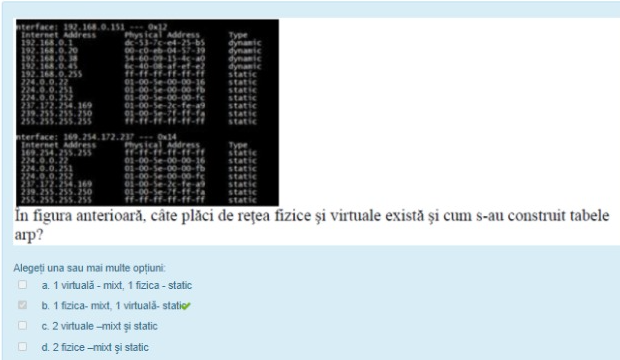 nterface: 192.168.0.151 --- 0x12
Internet Address Physical Address Type
192.168.0.1 dc-53-7c-e4-25-b5 dynamic
192.168.0.20 00-c0-eb-04-57-39 dynamic
192.168.0.38 54-60-09-15-4c-a0 dynamic
192.168.0.45 6c-40-08-af-ef-e2 dynamic
192.168.0.255 ff-ff-ff-ff-ff-ff static
224.0.0.22 01-00-5e-00-00-16 static
224.0.0.251 01-00-5e-00-00-fb static
224.0.0.252 01-00-5e-00-00-fc static
237.172.254.169 01-00-5e-2c-fe-a9 static
239.255.255.250 01-00-5e-7f-ff-fa static
255.255.255.255 ff-ff-ff-ff-ff-ff static
nterface: 169.254.172.237 --- 0x14
Internet Address Physical Address Type
169.254.255.255 ff-ff-ff-ff-ff-ff static
224.0.0.22 01-00-5e-00-00-16 static
224.0.0.251 01-00-5e-00-00-fb static
224.0.0.252 01-00-5e-00-00-fc static
237.172.254.169 01-00-5e-2c-fe-a9 static
239.255.255.250 01-00-5e-7f-ff-fa static
255.255.255.255 ff-ff-ff-ff-ff-ff static
În figura anterioară, câte plăci de rețea fizice și virtuale există și cum s-au construit tabele
arp?
Alegeți una sau mai multe opțiuni:
a. 1 virtuală - mixt, 1 fizica - static
b. 1 fizica- mixt, 1 virtuală- static
c. 2 virtuale –mixt și static
d. 2 fizice –mixt și static